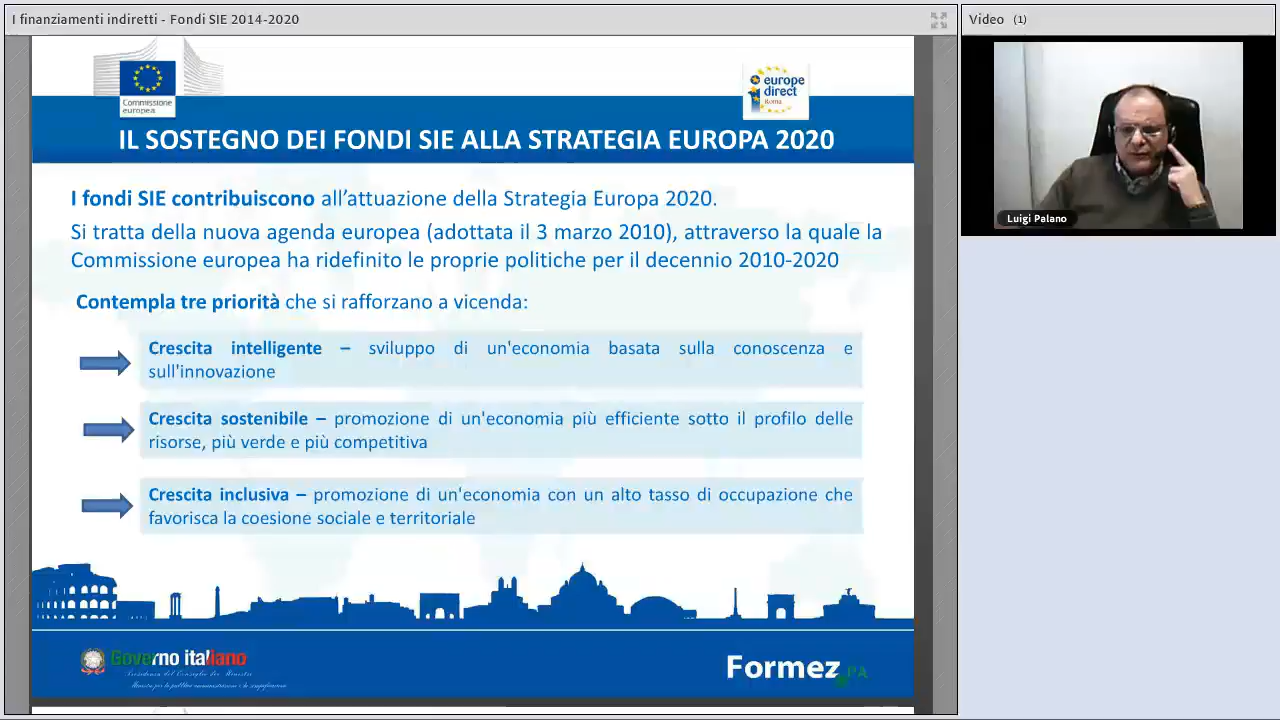 I finanziamenti indiretti - Fondi SIE 2014-2020
Video (1)
Commissione
europea
europe
direct
Roma
IL SOSTEGNO DEI FONDI SIE ALLA STRATEGIA EUROPA 2020
Luigi Palano
I fondi SIE contribuiscono all’attuazione della Strategia Europa 2020.
Si tratta della nuova agenda europea (adottata il 3 marzo 2010), attraverso la quale la
Commissione europea ha ridefinito le proprie politiche per il decennio 2010-2020
Contempla tre priorità che si rafforzano a vicenda:
Crescita intelligente – sviluppo di un'economia basata sulla conoscenza e
sull'innovazione
Crescita sostenibile – promozione di un'economia più efficiente sotto il profilo delle
risorse, più verde e più competitiva
Crescita inclusiva – promozione di un'economia con un alto tasso di occupazione che
favorisca la coesione sociale e territoriale
Governo italiano
Presidenza del Consiglio dei Ministri
Formez PA